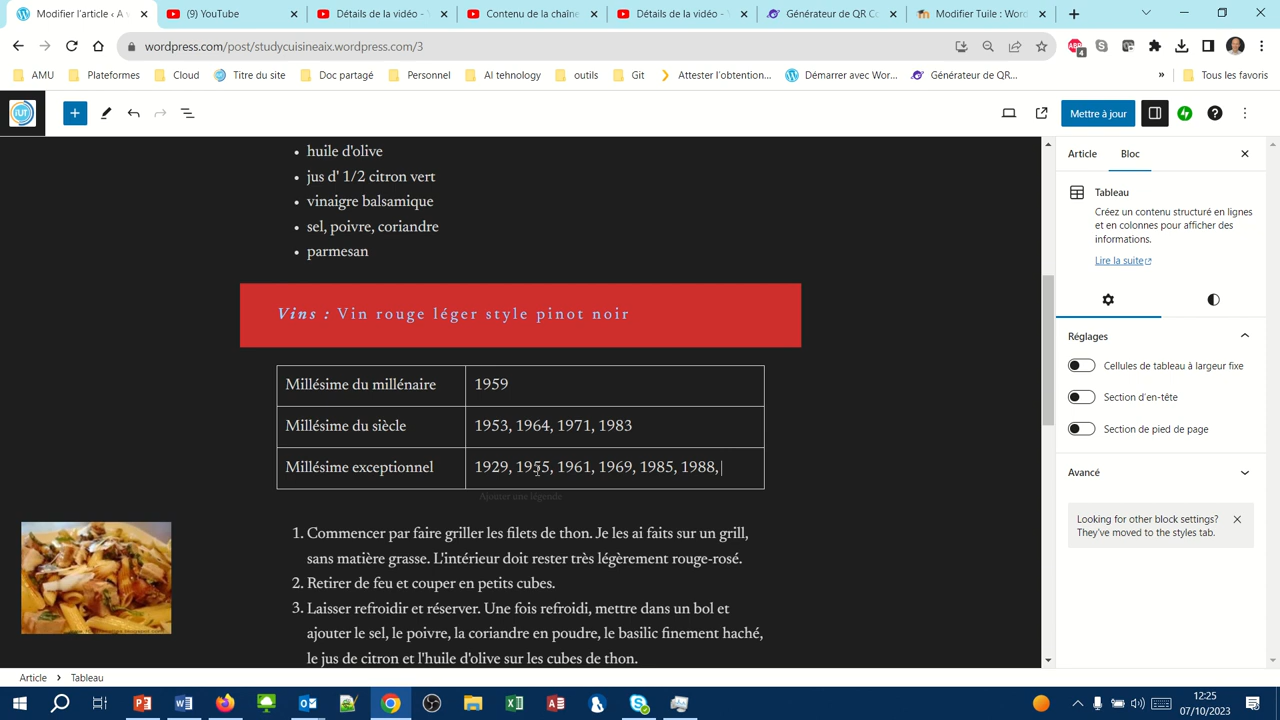 Modifier l'article « A v
(9) YouTube
Détails de la vidéo - Y
Contenu de la chaîne
Détails de la vidéo - Y
Générateur de QR Co
Modifier Tuile : Word
wordpress.com/post/studycuisineaix.wordpress.com/3
4
AMU
Plateformes
Cloud
Titre du site
Doc partagé
Personnel
AI tehnology
outils
Git
Attester l'obtention...
Démarrer avec Wor...
Générateur de QR...
»
Tous les favoris
iUT
Mettre à jour
huile d'olive
jus d' 1/2 citron vert
vinaigre balsamique
sel, poivre, coriandre
parmesan
Vins : Vin rouge léger style pinot noir
Millésime du millénaire 1959
Millésime du siècle 1953, 1964, 1971, 1983
Millésime exceptionnel 1929, 1955, 1961, 1969, 1985, 1988,
Ajouter une légende
1. Commencer par faire griller les filets de thon. Je les ai faits sur un grill,
sans matière grasse. L'intérieur doit rester très légèrement rouge-rosé.
2. Retirer de feu et couper en petits cubes.
3. Laisser refroidir et réserver. Une fois refroidi, mettre dans un bol et
ajouter le sel, le poivre, la coriandre en poudre, le basilic finement haché,
le jus de citron et l'huile d'olive sur les cubes de thon.
Article
Bloc
Tableau
Créez un contenu structuré en lignes
et en colonnes pour afficher des
informations.
Lire la suite
Réglages
Cellules de tableau à largeur fixe
Section d'en-tête
Section de pied de page
Avancé
Looking for other block settings?
They've moved to the styles tab.
Article > Tableau
12:25
07/10/2023